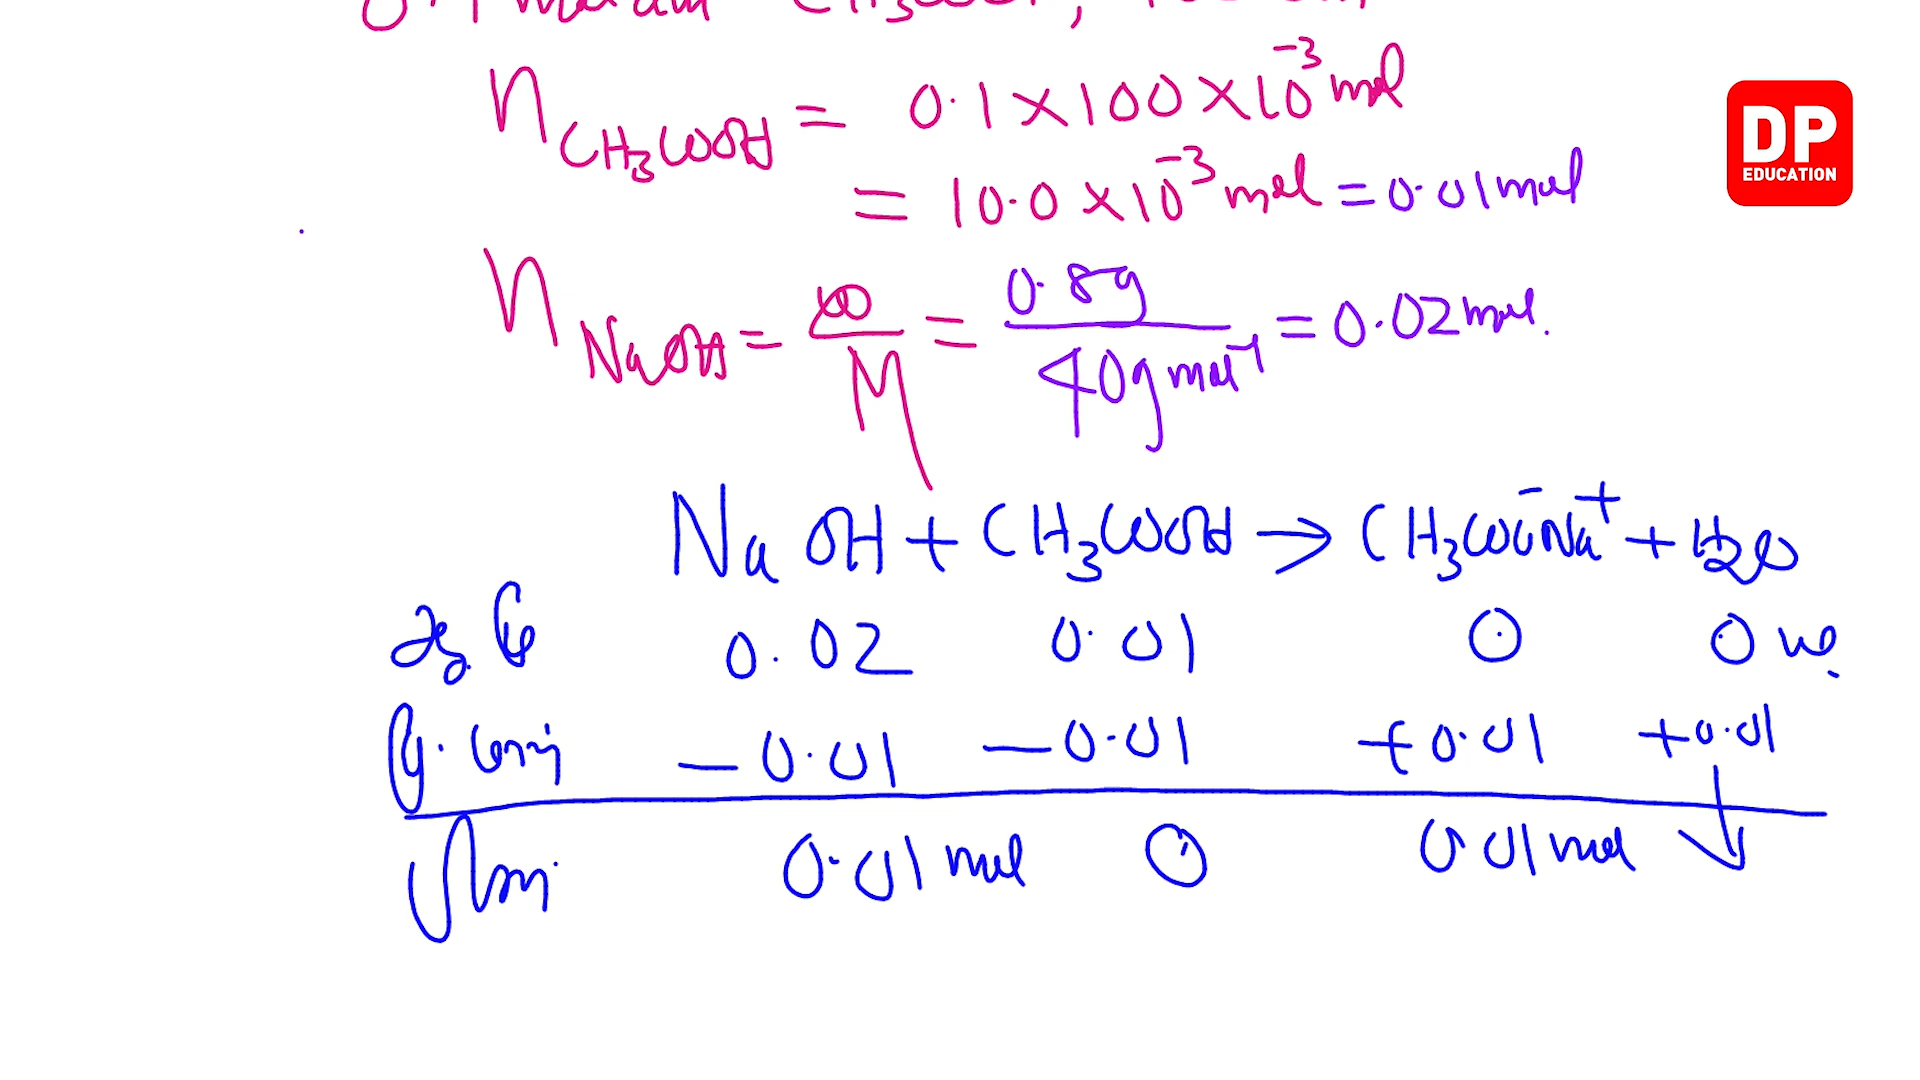 n CH₃COOH = 0.1 × 100 × 10⁻³ mol
= 10.0 × 10⁻³ mol = 0.01 mol
DP
EDUCATION
n NaOH = ω/M = 0.8g/40g mol⁻¹ = 0.02 mol.
NaOH + CH₃COOH → CH₃COO⁻Na⁺ + H₂O
0.02 0.01 0 0
−0.01 −0.01 +0.01 +0.01
0.01 mol 0 0.01 mol ↓